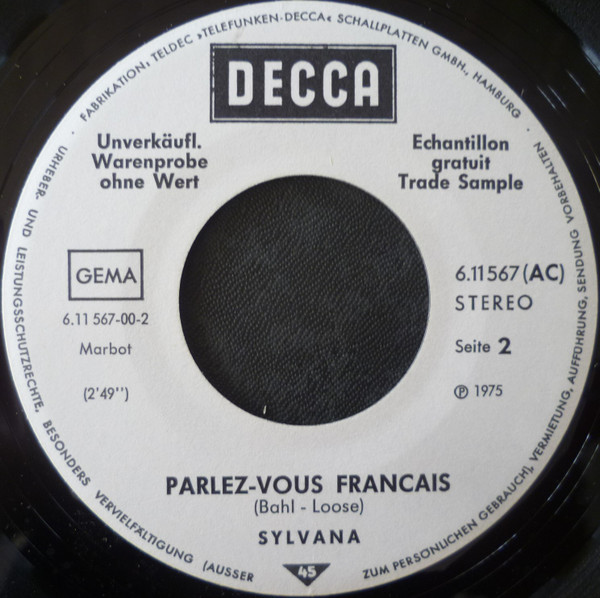 · FABRIKATION: TELDEC »TELEFUNKEN-DECCA« SCHALLPLATTEN GMBH., HAMBURG ·
DECCA
Unverkäufl.
Warenprobe
ohne Wert
Echantillon
gratuit
Trade Sample
GEMA
6.11 567-00-2
Marbot
(2'49'')
6.11567 (AC)
STEREO
Seite 2
℗ 1975
PARLEZ-VOUS FRANCAIS
(Bahl - Loose)
SYLVANA
45
URHEBER- UND LEISTUNGSSCHUTZRECHTE, BESONDERS VERVIELFÄLTIGUNG (AUSSER ZUM PERSÖNLICHEN GEBRAUCH), VERMIETUNG, AUFFÜHRUNG, SENDUNG VORBEHALTEN